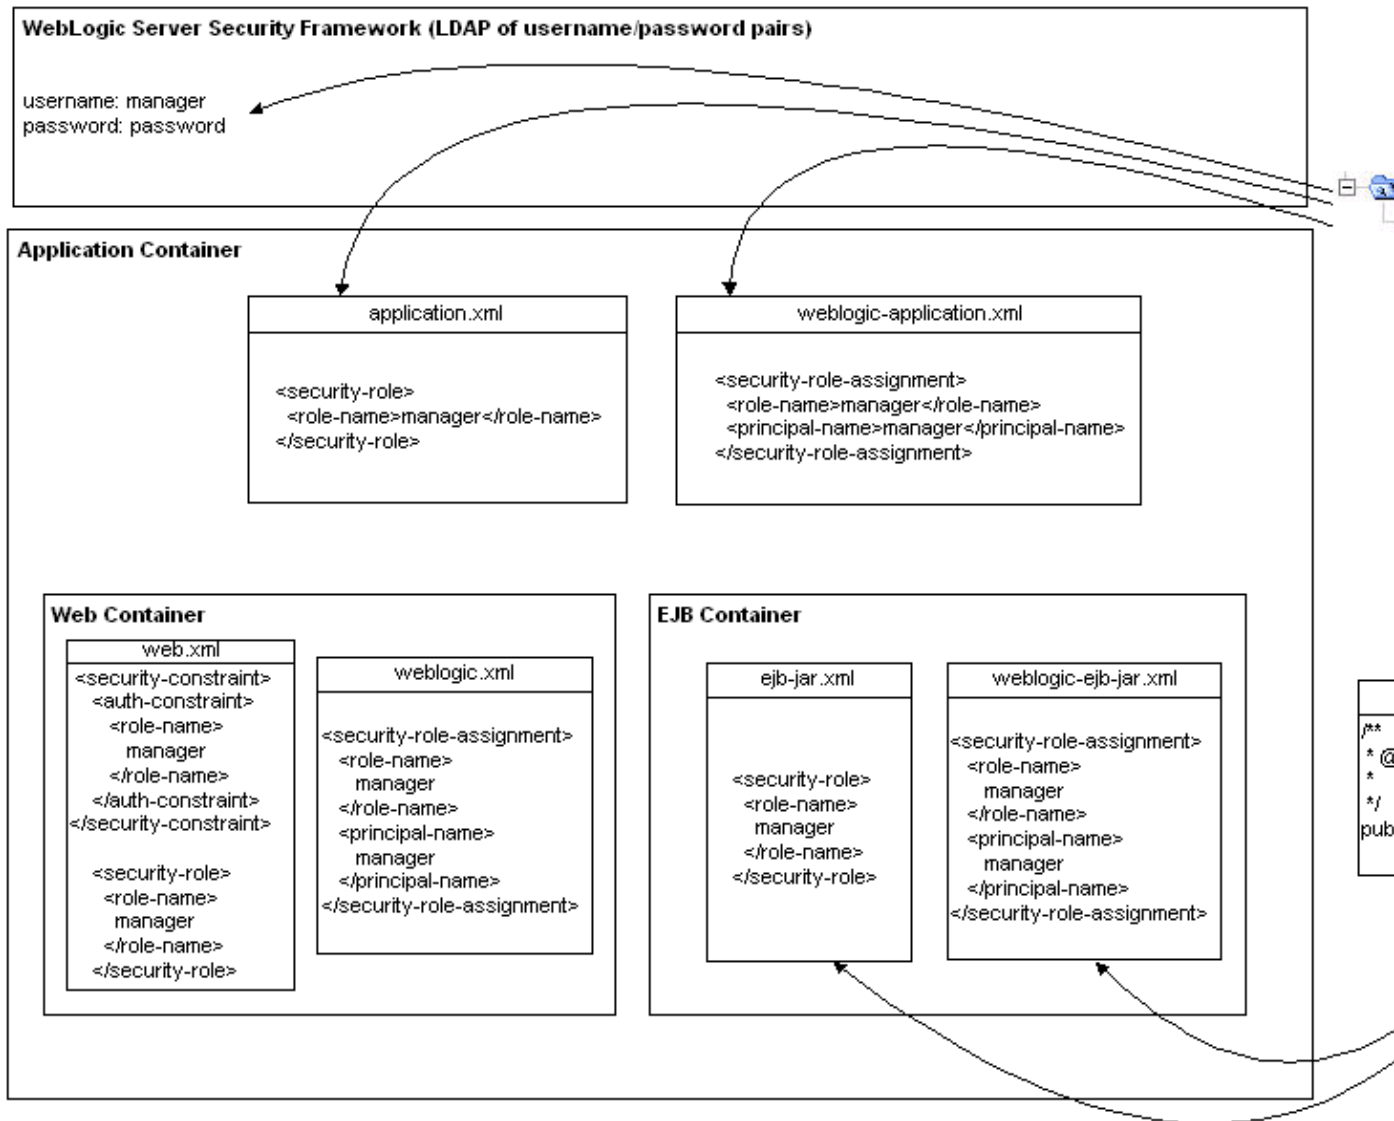 WebLogic Server Security Framework (LDAP of username/password pairs)
username: manager
password: password
Application Container
application.xml
<security-role>
<role-name>manager</role-name>
</security-role>
weblogic-application.xml
<security-role-assignment>
<role-name>manager</role-name>
<principal-name>manager</principal-name>
</security-role-assignment>
Web Container
web.xml
<security-constraint>
<auth-constraint>
<role-name>
manager
</role-name>
</auth-constraint>
</security-constraint>
<security-role>
<role-name>
manager
</role-name>
</security-role>
weblogic.xml
<security-role-assignment>
<role-name>
manager
</role-name>
<principal-name>
manager
</principal-name>
</security-role-assignment>
EJB Container
ejb-jar.xml
<security-role>
<role-name>
manager
</role-name>
</security-role>
weblogic-ejb-jar.xml
<security-role-assignment>
<role-name>
manager
</role-name>
<principal-name>
manager
</principal-name>
</security-role-assignment>
/**
* @
*
*/
pub